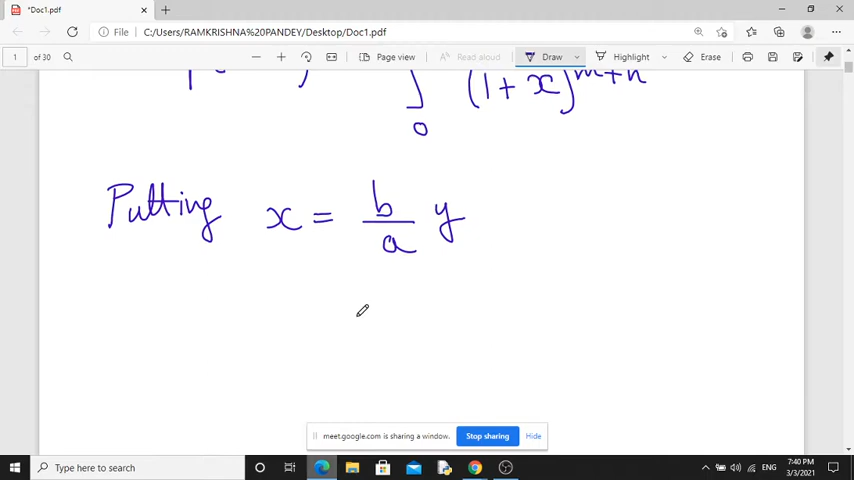 *Doc1.pdf
File C:/Users/RAMKRISHNA%20PANDEY/Desktop/Doc1.pdf
1 of 30 Page view Read aloud Draw Highlight Erase
0 (1 + x)^{m+n}
Putting x = b/a y
meet.google.com is sharing a window. Stop sharing Hide
Type here to search
ENG 7:40 PM
3/3/2021